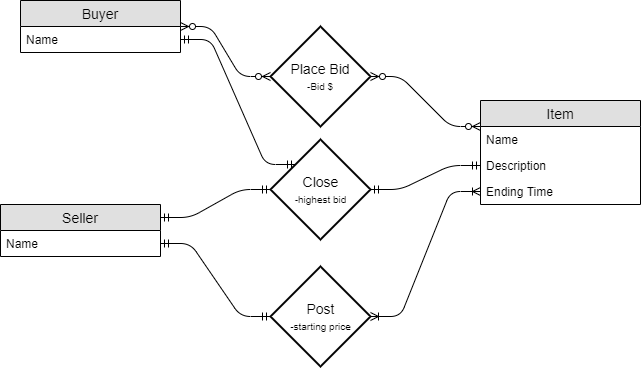 Buyer
Name
Place Bid
-Bid $
Item
Name
Description
Ending Time
Close
-highest bid
Seller
Name
Post
-starting price